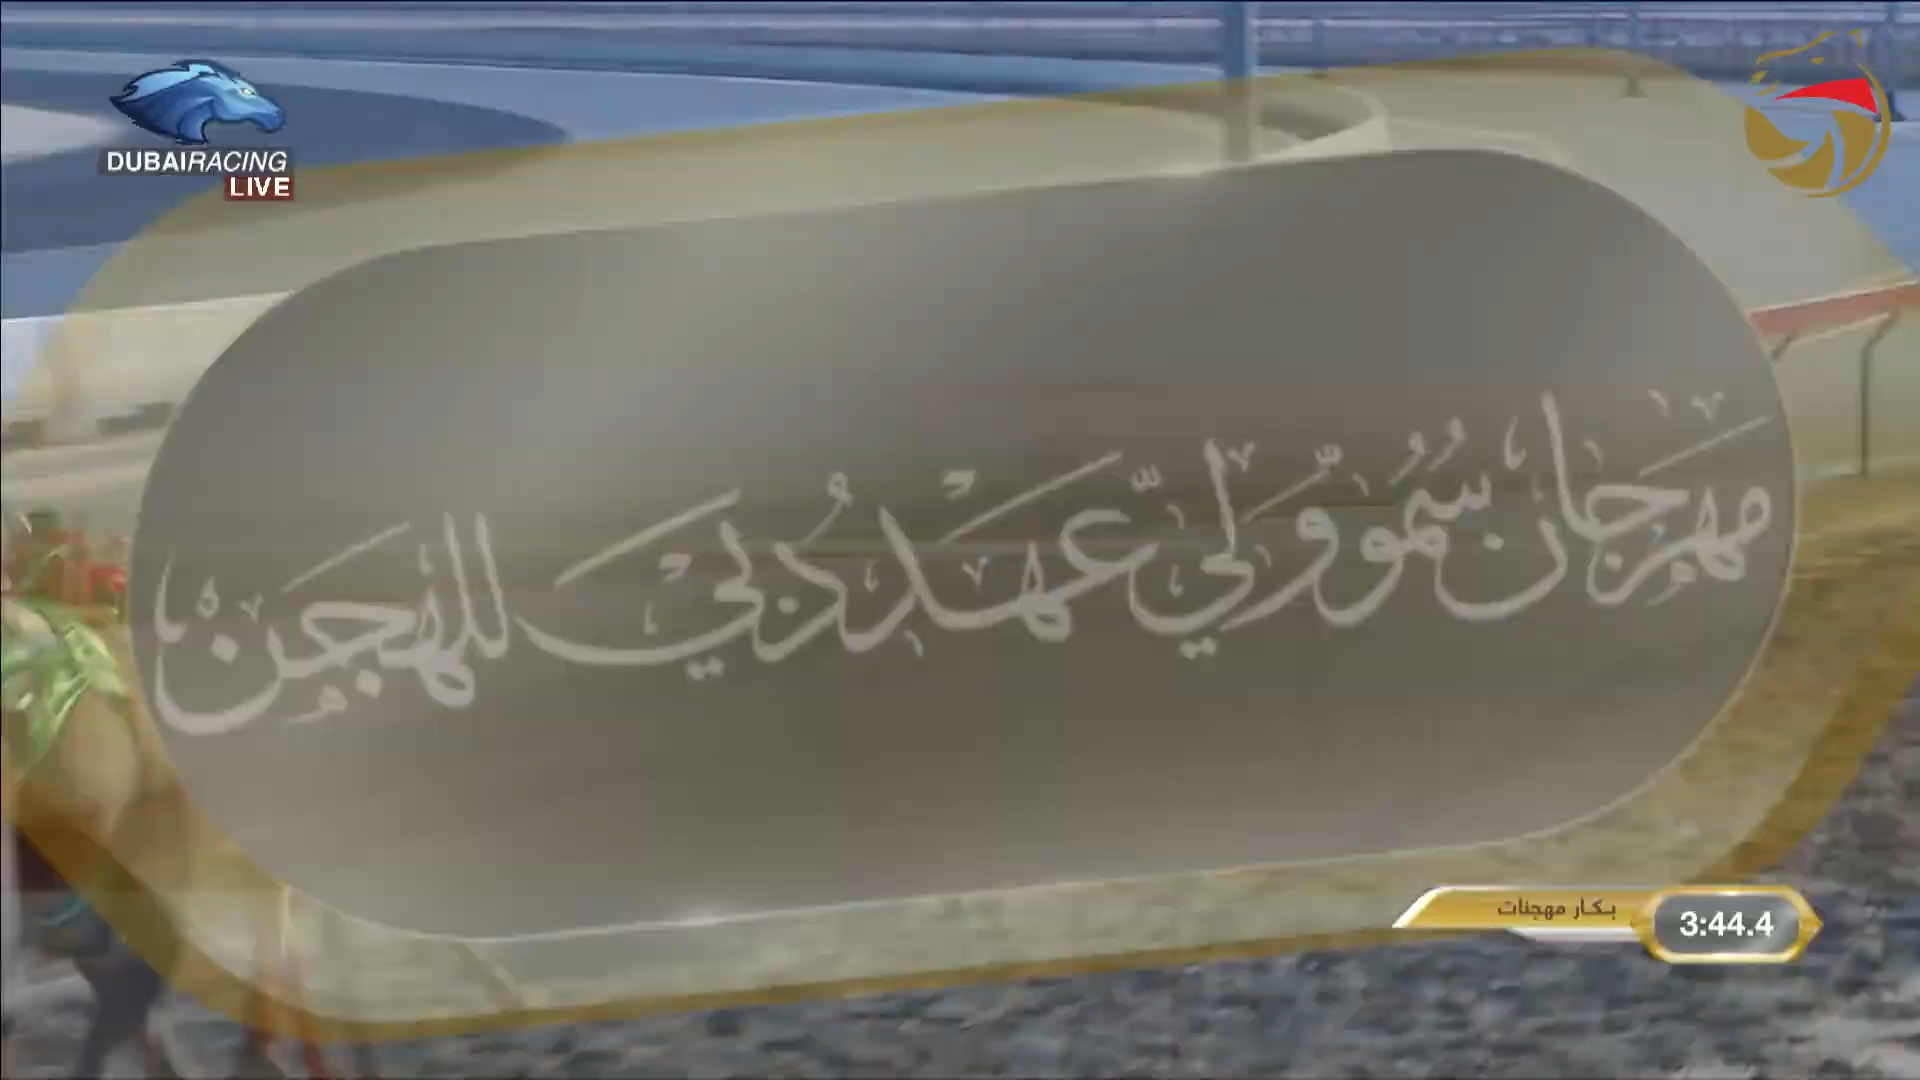 DUBAIRACING
LIVE
مهرجان سمو ولي عهد دبي للهجن
بكار مهجنات
3:44.4